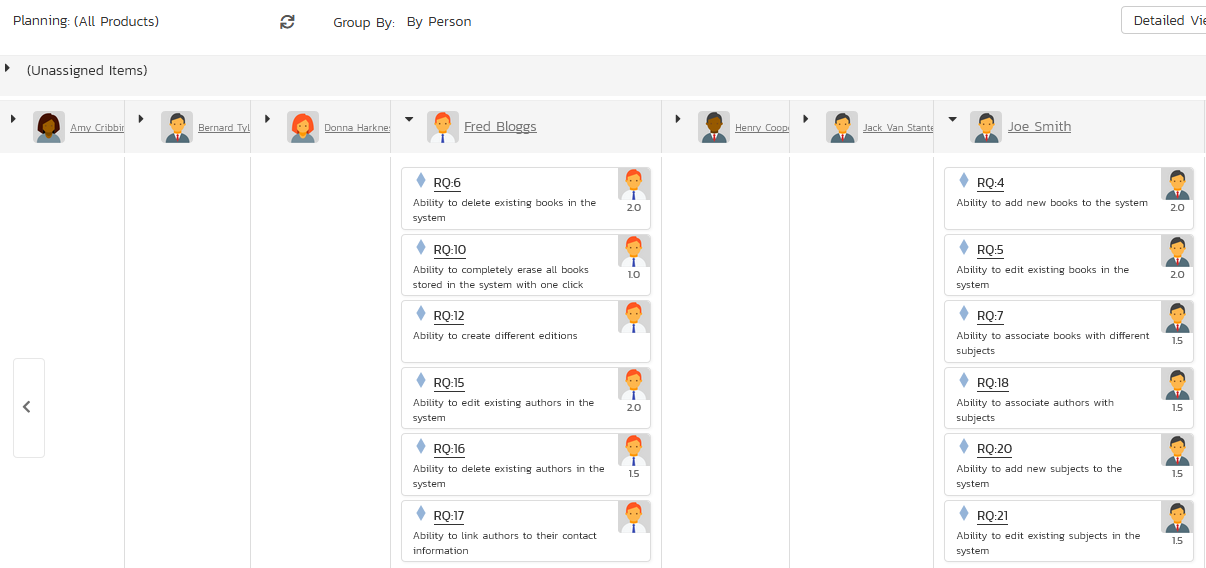 Planning: (All Products)
Group By: By Person
Detailed
(Unassigned Items)
Amy
Bernard
Donna
Fred Bloggs
Henry
Jack Van
Joe Smith
RQ:6
Ability to delete existing books in the
system
2.0
RQ:10
Ability to completely erase all books
stored in the system with one click
1.0
RQ:12
Ability to create different editions
RQ:15
Ability to edit existing authors in the
system
2.0
RQ:16
Ability to delete existing authors in the
system
1.5
RQ:17
Ability to link authors to their contact
information
RQ:4
Ability to add new books to the system
2.0
RQ:5
Ability to edit existing books in the
system
2.0
RQ:7
Ability to associate books with different
subjects
1.5
RQ:18
Ability to associate authors with
subjects
1.5
RQ:20
Ability to add new subjects to the
system
1.5
RQ:21
Ability to edit existing subjects in the
system
1.5